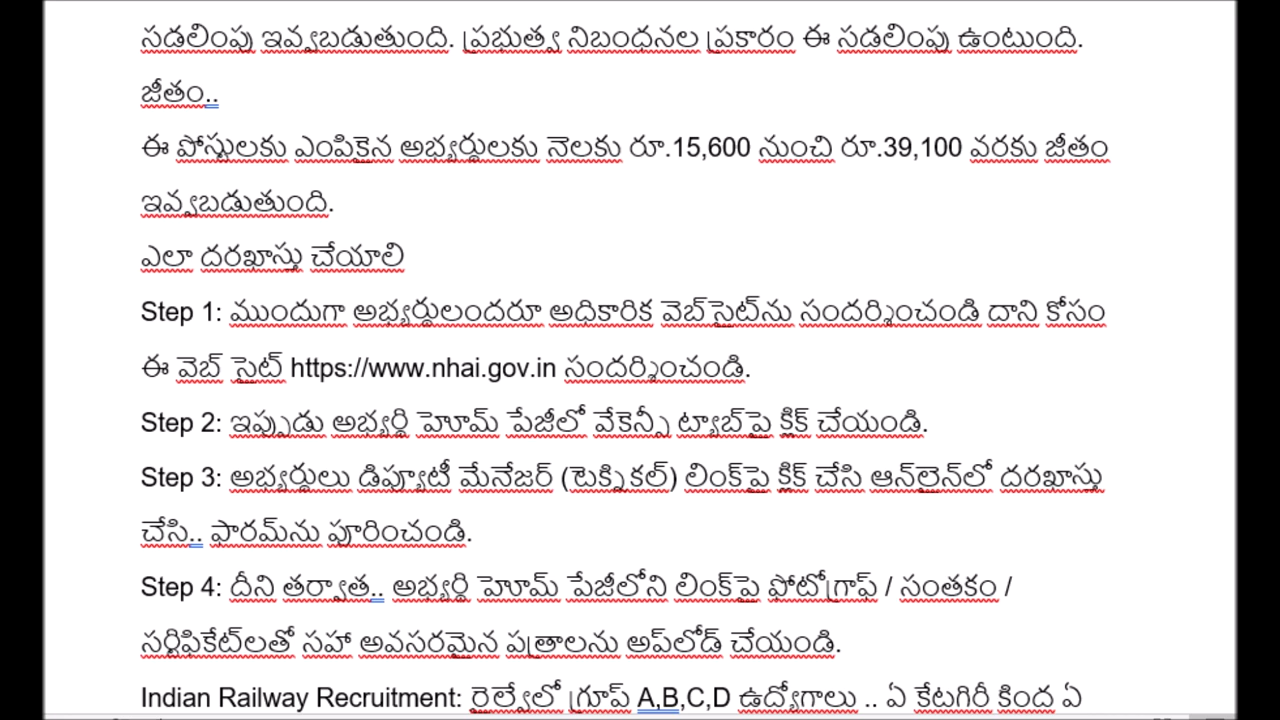 సడలింపు ఇవ్వబడుతుంది. ప్రభుత్వ నిబంధనల ప్రకారం ఈ సడలింపు ఉంటుంది.
జీతం..
ఈ పోస్టులకు ఎంపికైన అభ్యర్థులకు నెలకు రూ.15,600 నుంచి రూ.39,100 వరకు జీతం
ఇవ్వబడుతుంది.
ఎలా దరఖాస్తు చేయాలి
Step 1: ముందుగా అభ్యర్థులందరూ అధికారిక వెబ్‌సైట్‌ను సందర్శించండి దాని కోసం
ఈ వెబ్ సైట్ https://www.nhai.gov.in సందర్శించండి.
Step 2: ఇప్పుడు అభ్యర్థి హెూమ్ పేజీలో వేకెన్సీ ట్యాబ్‌పై క్లిక్ చేయండి.
Step 3: అభ్యర్థులు డిప్యూటీ మేనేజర్ (టెక్నికల్) లింక్‌పై క్లిక్ చేసి ఆన్‌లైన్‌లో దరఖాస్తు
చేసి.. ఫారమ్‌ను పూరించండి.
Step 4: దీని తర్వాత.. అభ్యర్థి హెూమ్ పేజీలోని లింక్‌పై ఫోటోగ్రాఫ్ / సంతకం /
సర్టిఫికేట్‌లతో సహా అవసరమైన పత్రాలను అప్‌లోడ్ చేయండి.
Indian Railway Recruitment: రైల్వేలో గ్రూప్ A,B,C,D ఉద్యోగాలు .. ఏ కేటగిరీ కింద ఏ